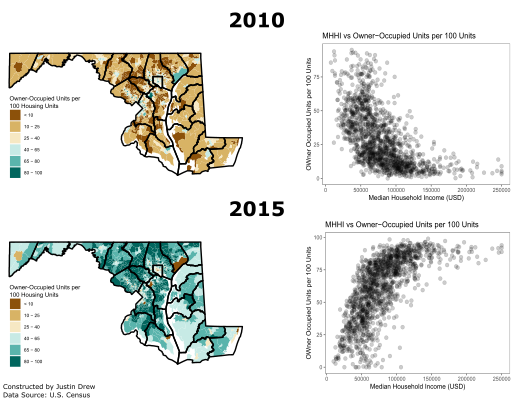 2010
MHHI vs Owner-Occupied Units per 100 Units
Owner-Occupied Units per
100 Housing Units
< 10
10 - 25
25 - 40
40 - 65
65 - 80
80 - 100
OWner Occupied Units per 100 Units
75
50
25
0
0
50000
100000
150000
200000
250000
Median Household Income (USD)
2015
MHHI vs Owner-Occupied Units per 100 Units
Owner-Occupied Units per
100 Housing Units
< 10
10 - 25
25 - 40
40 - 65
65 - 80
80 - 100
OWner Occupied Units per 100 Units
100
75
50
25
0
0
50000
100000
150000
200000
250000
Median Household Income (USD)
Constructed by Justin Drew
Data Source: U.S. Census